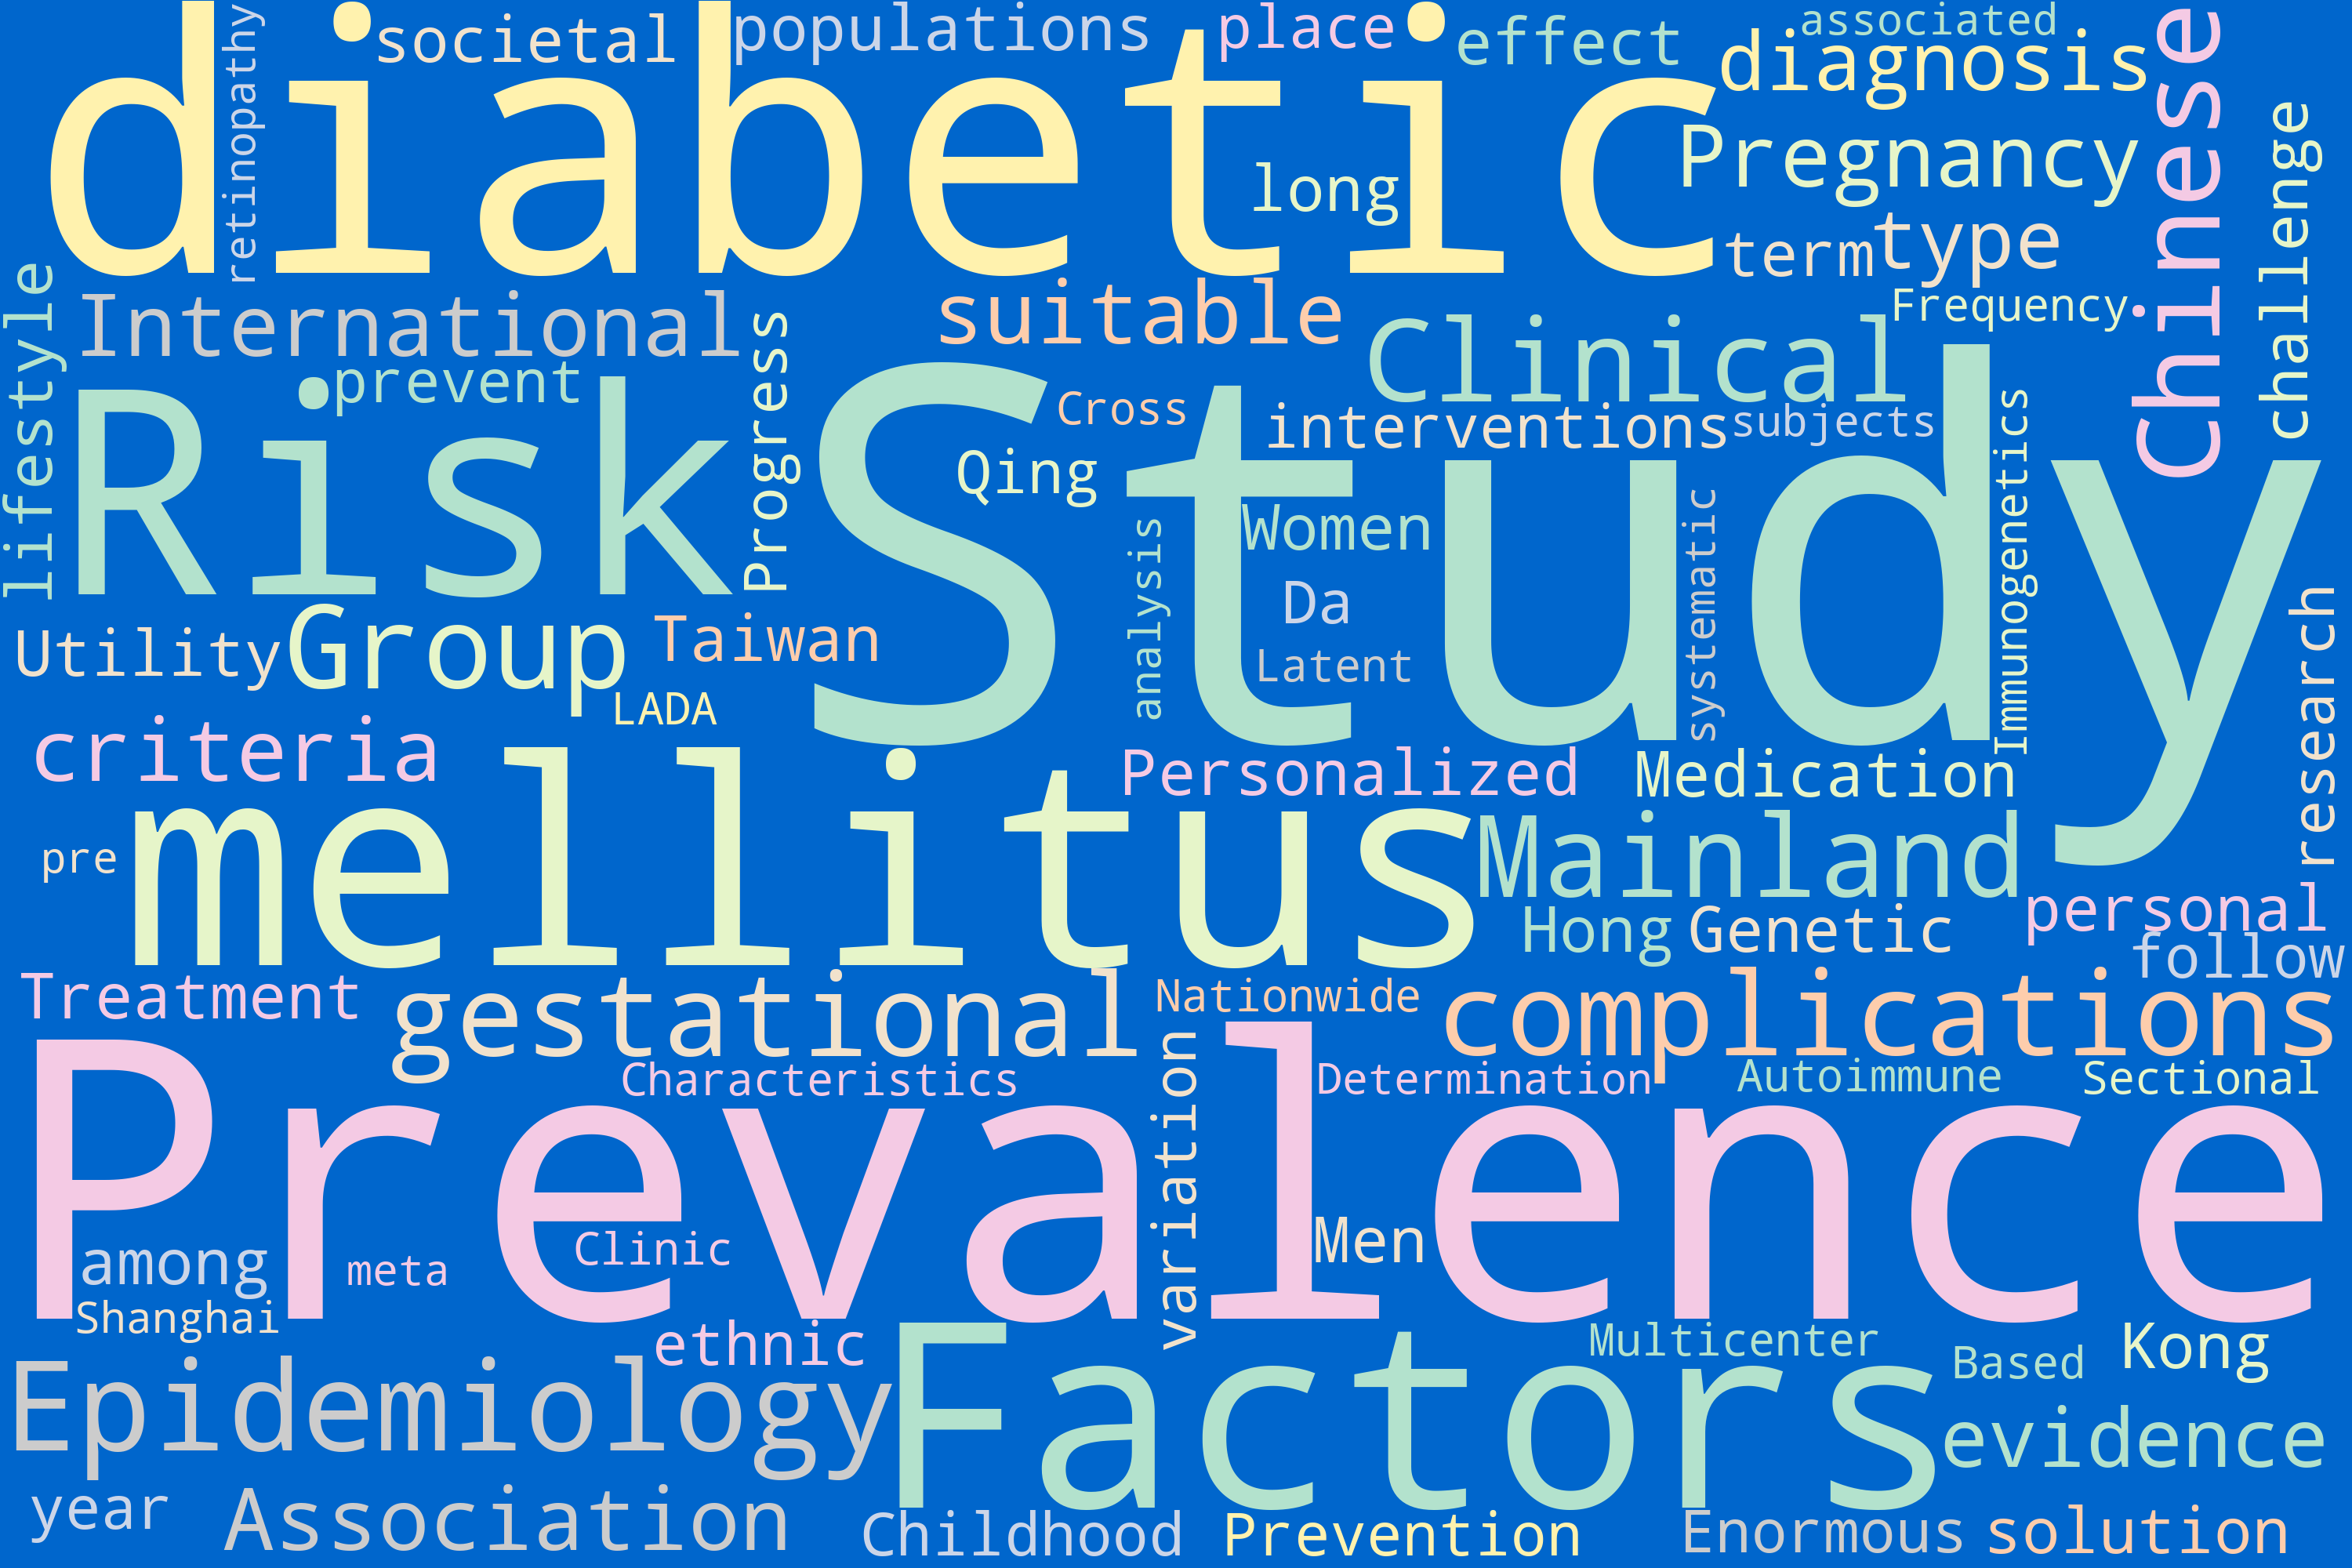 diabetic
societal
populations
place
effect
associated
diagnosis
retinopathy
long
Pregnancy
Chinese
challenge
term
type
lifestyle
International
suitable
Frequency
prevent
Progress
Clinical
Risk
Study
Cross
interventions
subjects
Qing
Immunogenetics
Women
analysis
systematic
Da
Utility
Group
Taiwan
Latent
LADA
research
criteria
Personalized
Medication
mellitus
pre
Mainland
Hong
Genetic
personal
follow
Treatment
gestational
Nationwide
complications
Characteristics
variation
Determination
Autoimmune
Sectional
Prevalence
among
meta
Clinic
Men
Shanghai
ethnic
Factors
Multicenter
Based
Kong
Epidemiology
evidence
year
Association
Childhood
Prevention
Enormous
solution